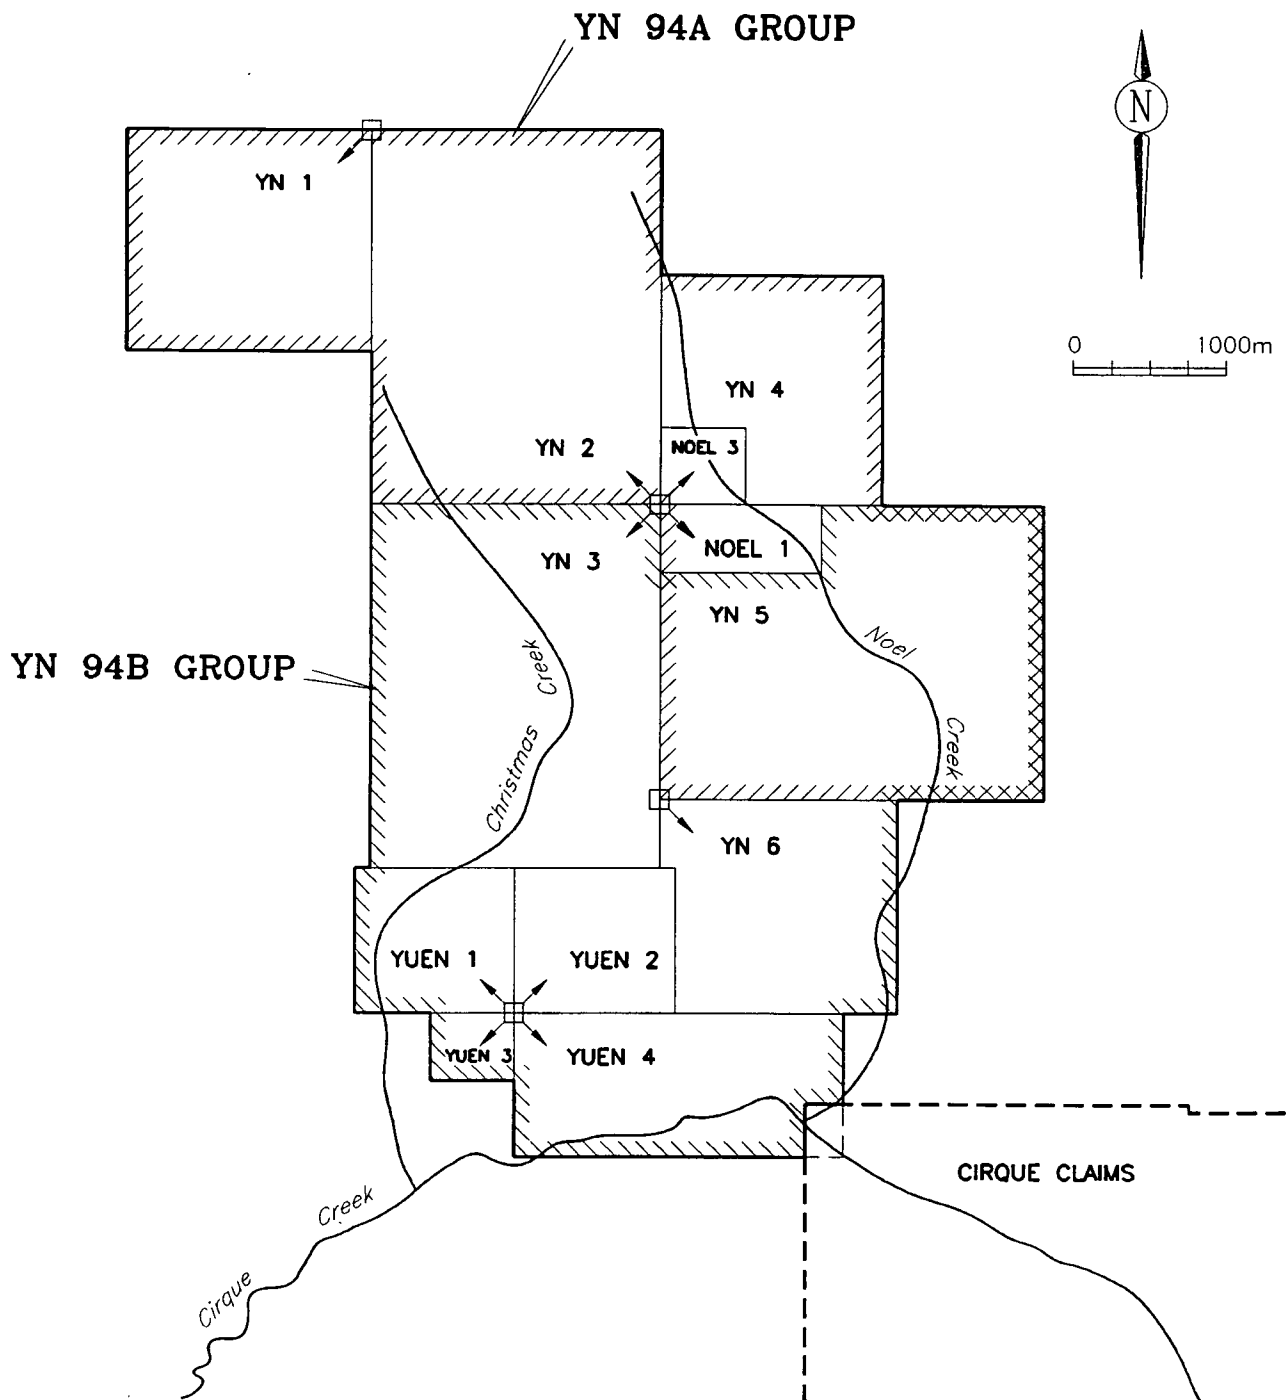 YN 94A GROUP
N
YN 1
0 1000m
YN 4
YN 2
NOEL 3
YN 3
NOEL 1
YN 5
Noel
Creek
YN 94B GROUP
Creek
Christmas
YN 6
YUEN 1
YUEN 2
YUEN 3
YUEN 4
CIRQUE CLAIMS
Creek
Cirque